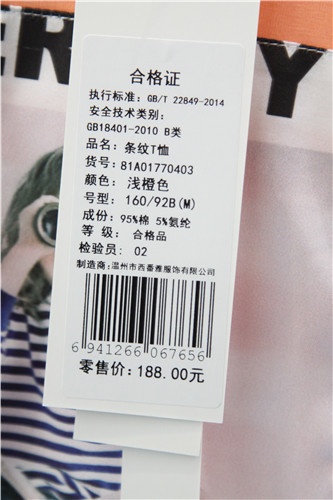 合格证
执行标准: GB/T 22849-2014
安全技术类别:
GB18401-2010 B类
品名: 条纹T恤
货号: 81A01770403
颜色: 浅橙色
号型: 160/92B(M)
成份: 95%棉 5%氨纶
等 级: 合格品
检验员: 02
制造商:温州市西番雅服饰有限公司
6 941266 067656
零售价: 188.00元